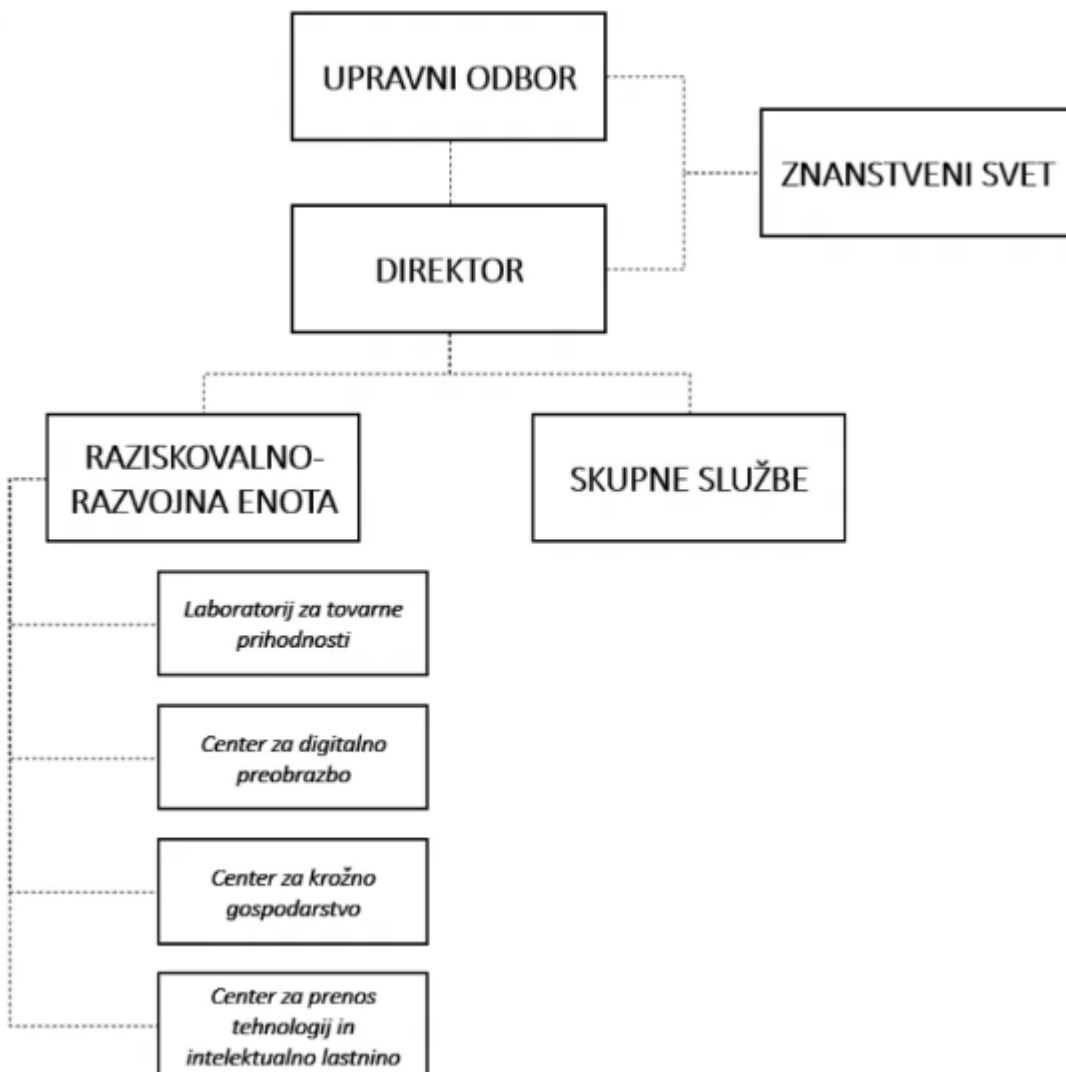 UPRAVNI ODBOR
ZNANSTVENI SVET
DIREKTOR
RAZISKOVALNO-
RAZVOJNA ENOTA
SKUPNE SLUŽBE
Laboratorij za tovarne
prihodnosti
Center za digitalno
preobrazbo
Center za krožno
gospodarstvo
Center za prenos
tehnologij in
intelektualno lastnino